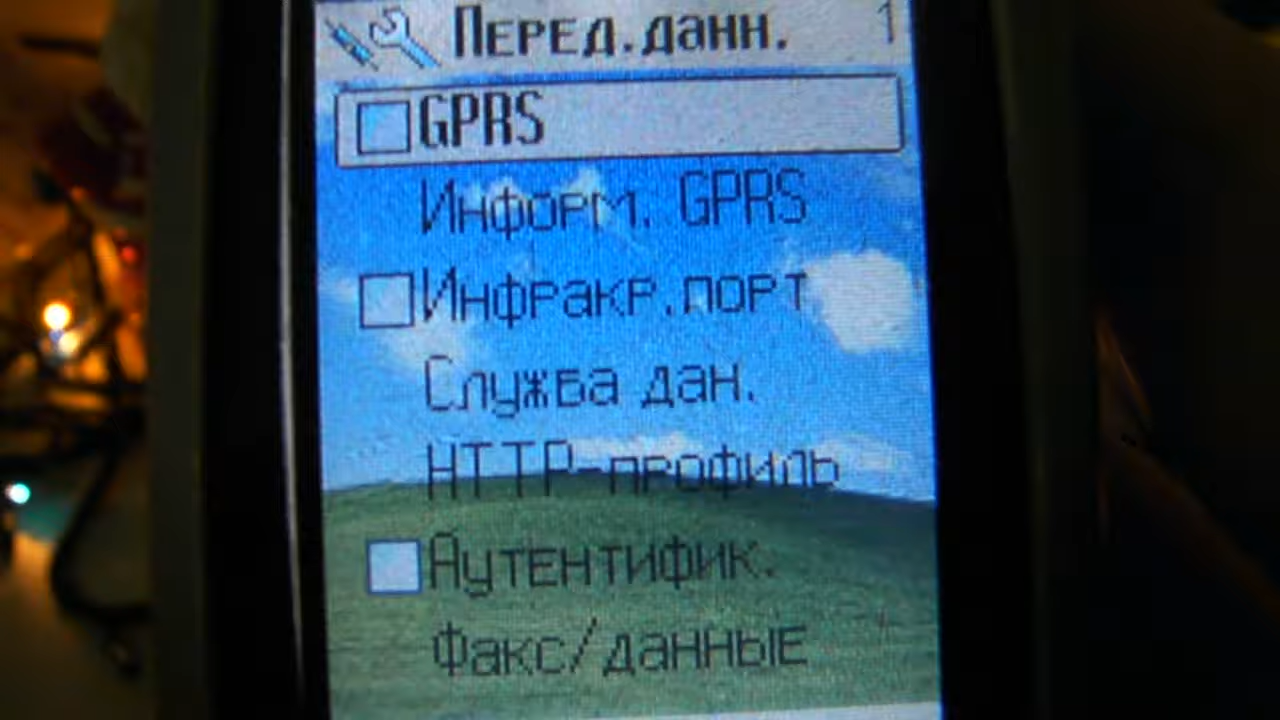 Перед.данн. 1
GPRS
Информ. GPRS
Инфракр.порт
Служба дан.
HTTP-профиль
Аутентифик.
Факс/данные